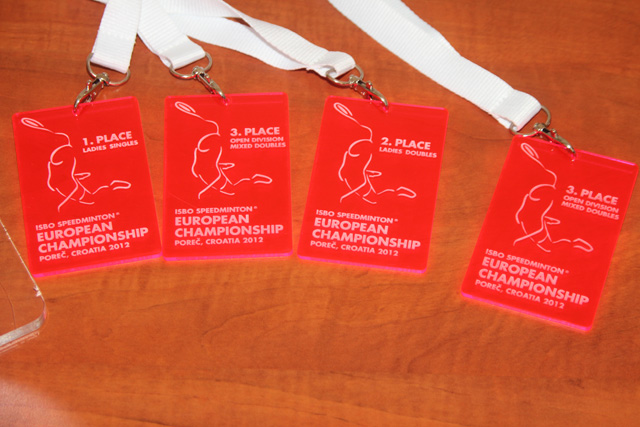 1. PLACE
LADIES SINGLES
ISBO SPEEDMINTON®
EUROPEAN
CHAMPIONSHIP
POREČ, CROATIA 2012
3. PLACE
OPEN DIVISION
MIXED DOUBLES
ISBO SPEEDMINTON®
EUROPEAN
CHAMPIONSHIP
POREČ, CROATIA 2012
2. PLACE
LADIES DOUBLES
ISBO SPEEDMINTON®
EUROPEAN
CHAMPIONSHIP
POREČ, CROATIA 2012
3. PLACE
OPEN DIVISION
MIXED DOUBLES
ISBO SPEEDMINTON®
EUROPEAN
CHAMPIONSHIP
POREČ, CROATIA 2012